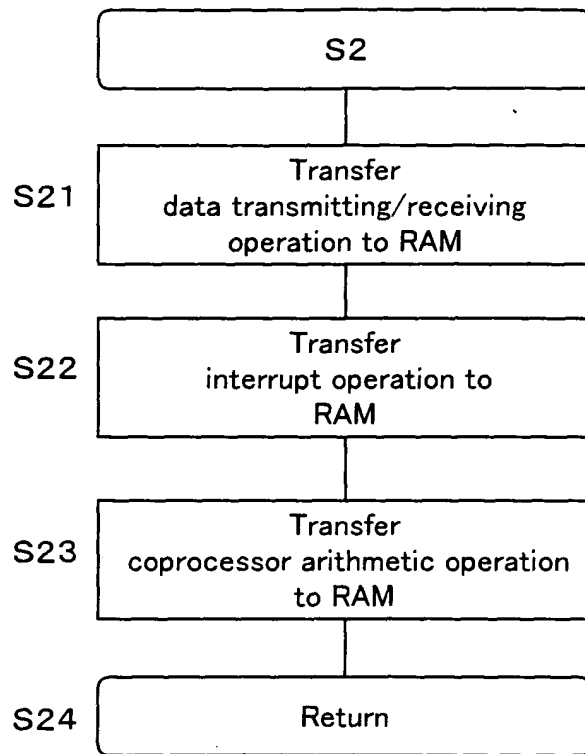 S2
S21
Transfer
data transmitting/receiving
operation to RAM
S22
Transfer
interrupt operation to
RAM
S23
Transfer
coprocessor arithmetic operation
to RAM
S24
Return